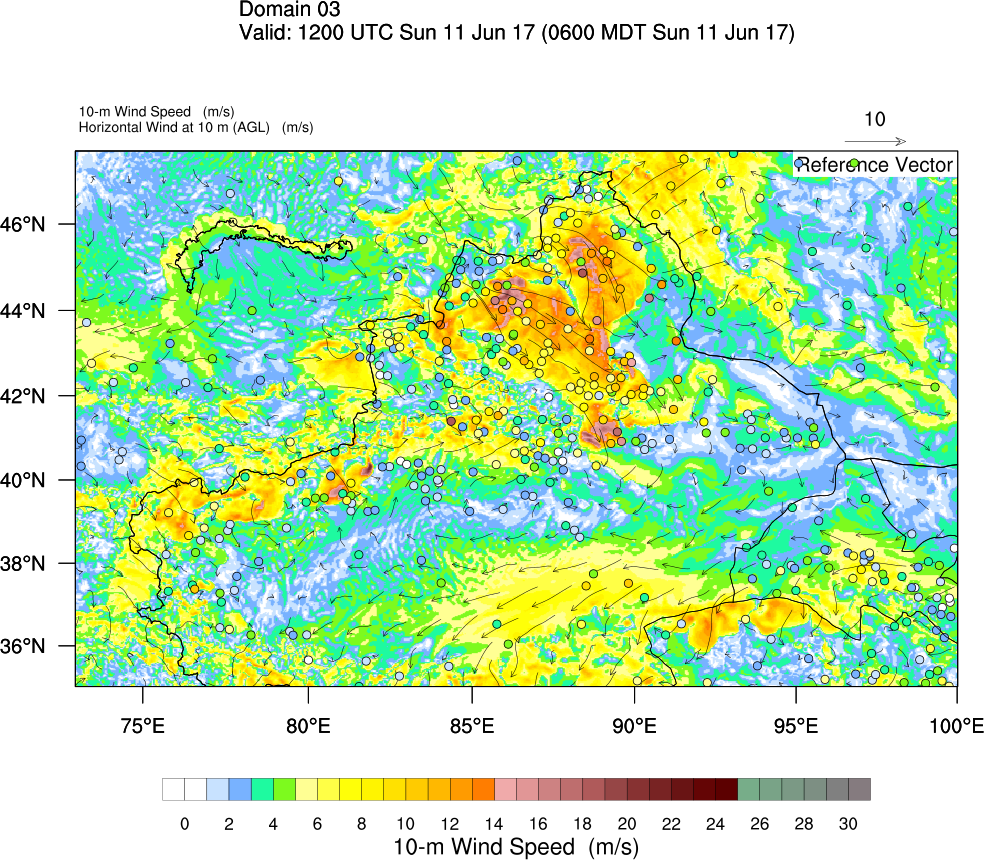 Domain 03
Valid: 1200 UTC Sun 11 Jun 17 (0600 MDT Sun 11 Jun 17)
10-m Wind Speed (m/s)
Horizontal Wind at 10 m (AGL) (m/s)
10
Reference Vector
46°N
44°N
42°N
40°N
38°N
36°N
75°E 80°E 85°E 90°E 95°E 100°E
0 2 4 6 8 10 12 14 16 18 20 22 24 26 28 30
10-m Wind Speed (m/s)